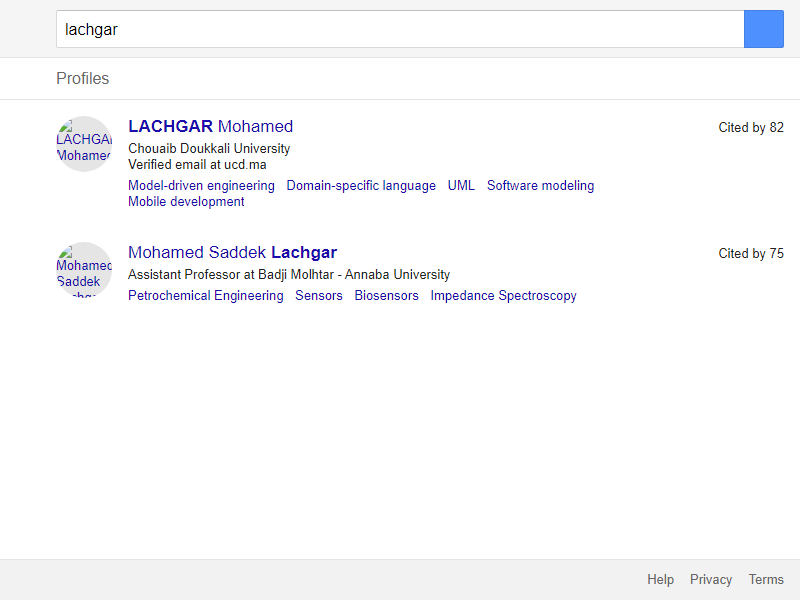 lachgar
Profiles
LACHGAR Mohamed
LACHGAR Mohamed
Cited by 82
Chouaib Doukkali University
Verified email at ucd.ma
Model-driven engineering Domain-specific language UML Software modeling
Mobile development
Mohamed Saddek
Mohamed Saddek Lachgar
Cited by 75
Assistant Professor at Badji Molhtar - Annaba University
Petrochemical Engineering Sensors Biosensors Impedance Spectroscopy
Help Privacy Terms